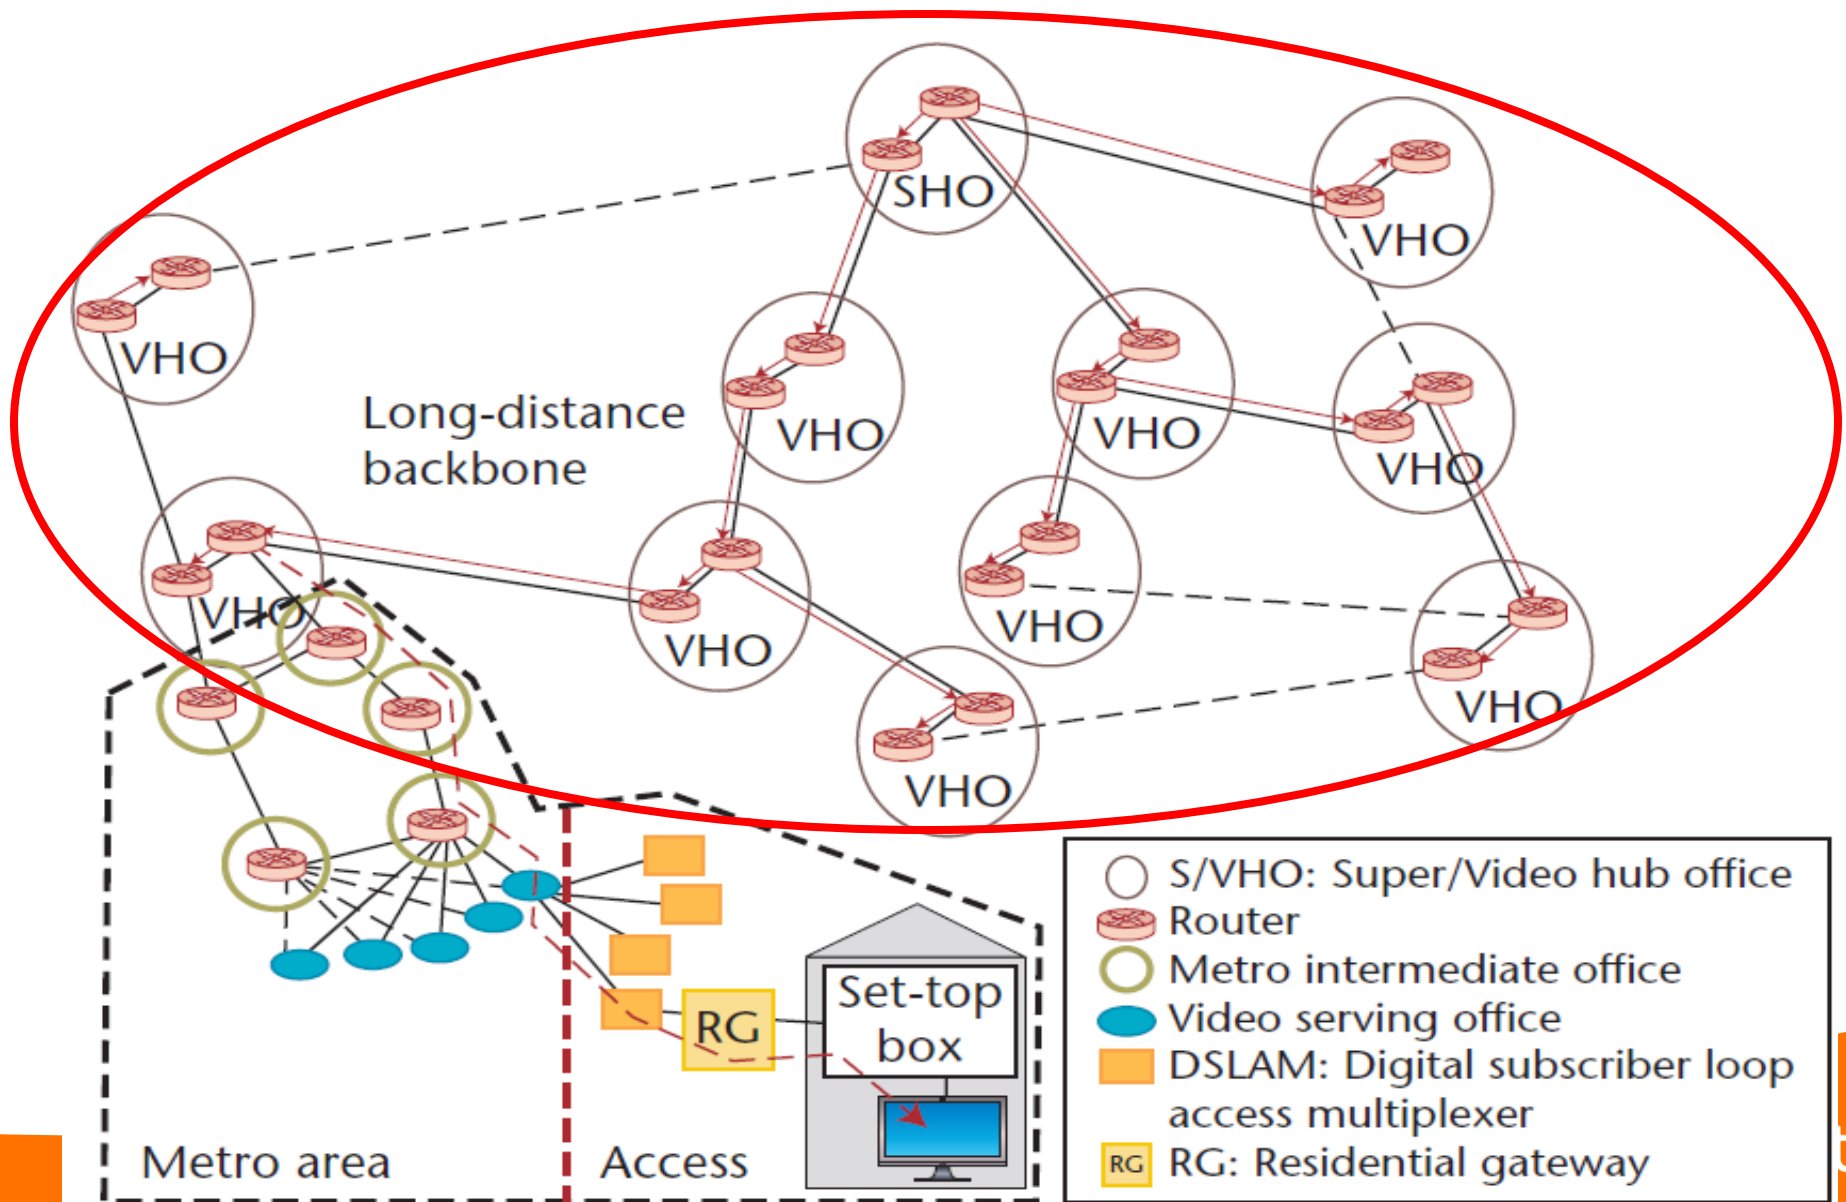 SHO
VHO
VHO
Long-distance
backbone
VHO
VHO
VHO
VHO
VHO
VHO
VHO
VHO
Set-top
box
RG
Metro area
Access
S/VHO: Super/Video hub office
Router
Metro intermediate office
Video serving office
DSLAM: Digital subscriber loop
access multiplexer
RG
RG: Residential gateway